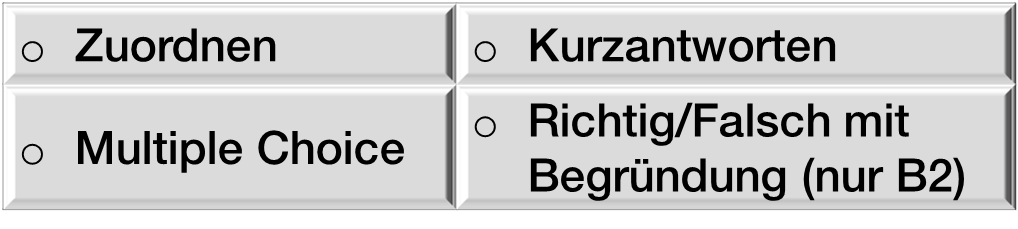 ○ Zuordnen
○ Kurzantworten
○ Multiple Choice
○ Richtig/Falsch mit
Begründung (nur B2)